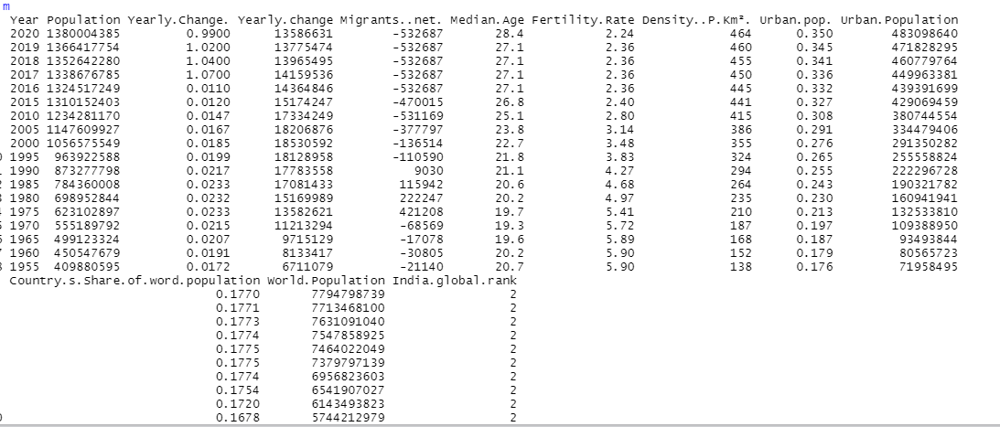 m
Year Population Yearly.Change. Yearly.change Migrants..net. Median.Age Fertility.Rate Density..P.Km². Urban.pop. Urban.Population
2020 1380004385 0.9900 13586631 -532687 28.4 2.24 464 0.350 483098640
2019 1366417754 1.0200 13775474 -532687 27.1 2.36 460 0.345 471828295
2018 1352642280 1.0400 13965495 -532687 27.1 2.36 455 0.341 460779764
2017 1338676785 1.0700 14159536 -532687 27.1 2.36 450 0.336 449963381
2016 1324517249 0.0110 14364846 -532687 27.1 2.36 445 0.332 439391699
2015 1310152403 0.0120 15174247 -470015 26.8 2.40 441 0.327 429069459
2010 1234281170 0.0147 17334249 -531169 25.1 2.80 415 0.308 380744554
2005 1147609927 0.0167 18206876 -377797 23.8 3.14 386 0.291 334479406
2000 1056575549 0.0185 18530592 -136514 22.7 3.48 355 0.276 291350282
1995 963922588 0.0199 18128958 -110590 21.8 3.83 324 0.265 255558824
1990 873277798 0.0217 17783558 9030 21.1 4.27 294 0.255 222296728
1985 784360008 0.0233 17081433 115942 20.6 4.68 264 0.243 190321782
1980 698952844 0.0232 15169989 222247 20.2 4.97 235 0.230 160941941
1975 623102897 0.0233 13582621 421208 19.7 5.41 210 0.213 132533810
1970 555189792 0.0215 11213294 -68569 19.3 5.72 187 0.197 109388950
1965 499123324 0.0207 9715129 -17078 19.6 5.89 168 0.187 93493844
1960 450547679 0.0191 8133417 -30805 20.2 5.90 152 0.179 80565723
1955 409880595 0.0172 6711079 -21140 20.7 5.90 138 0.176 71958495
Country.s.Share.of.word.population World.Population India.global.rank
0.1770 7794798739 2
0.1771 7713468100 2
0.1773 7631091040 2
0.1774 7547858925 2
0.1775 7464022049 2
0.1775 7379797139 2
0.1774 6956823603 2
0.1754 6541907027 2
0.1720 6143493823 2
0.1678 5744212979 2